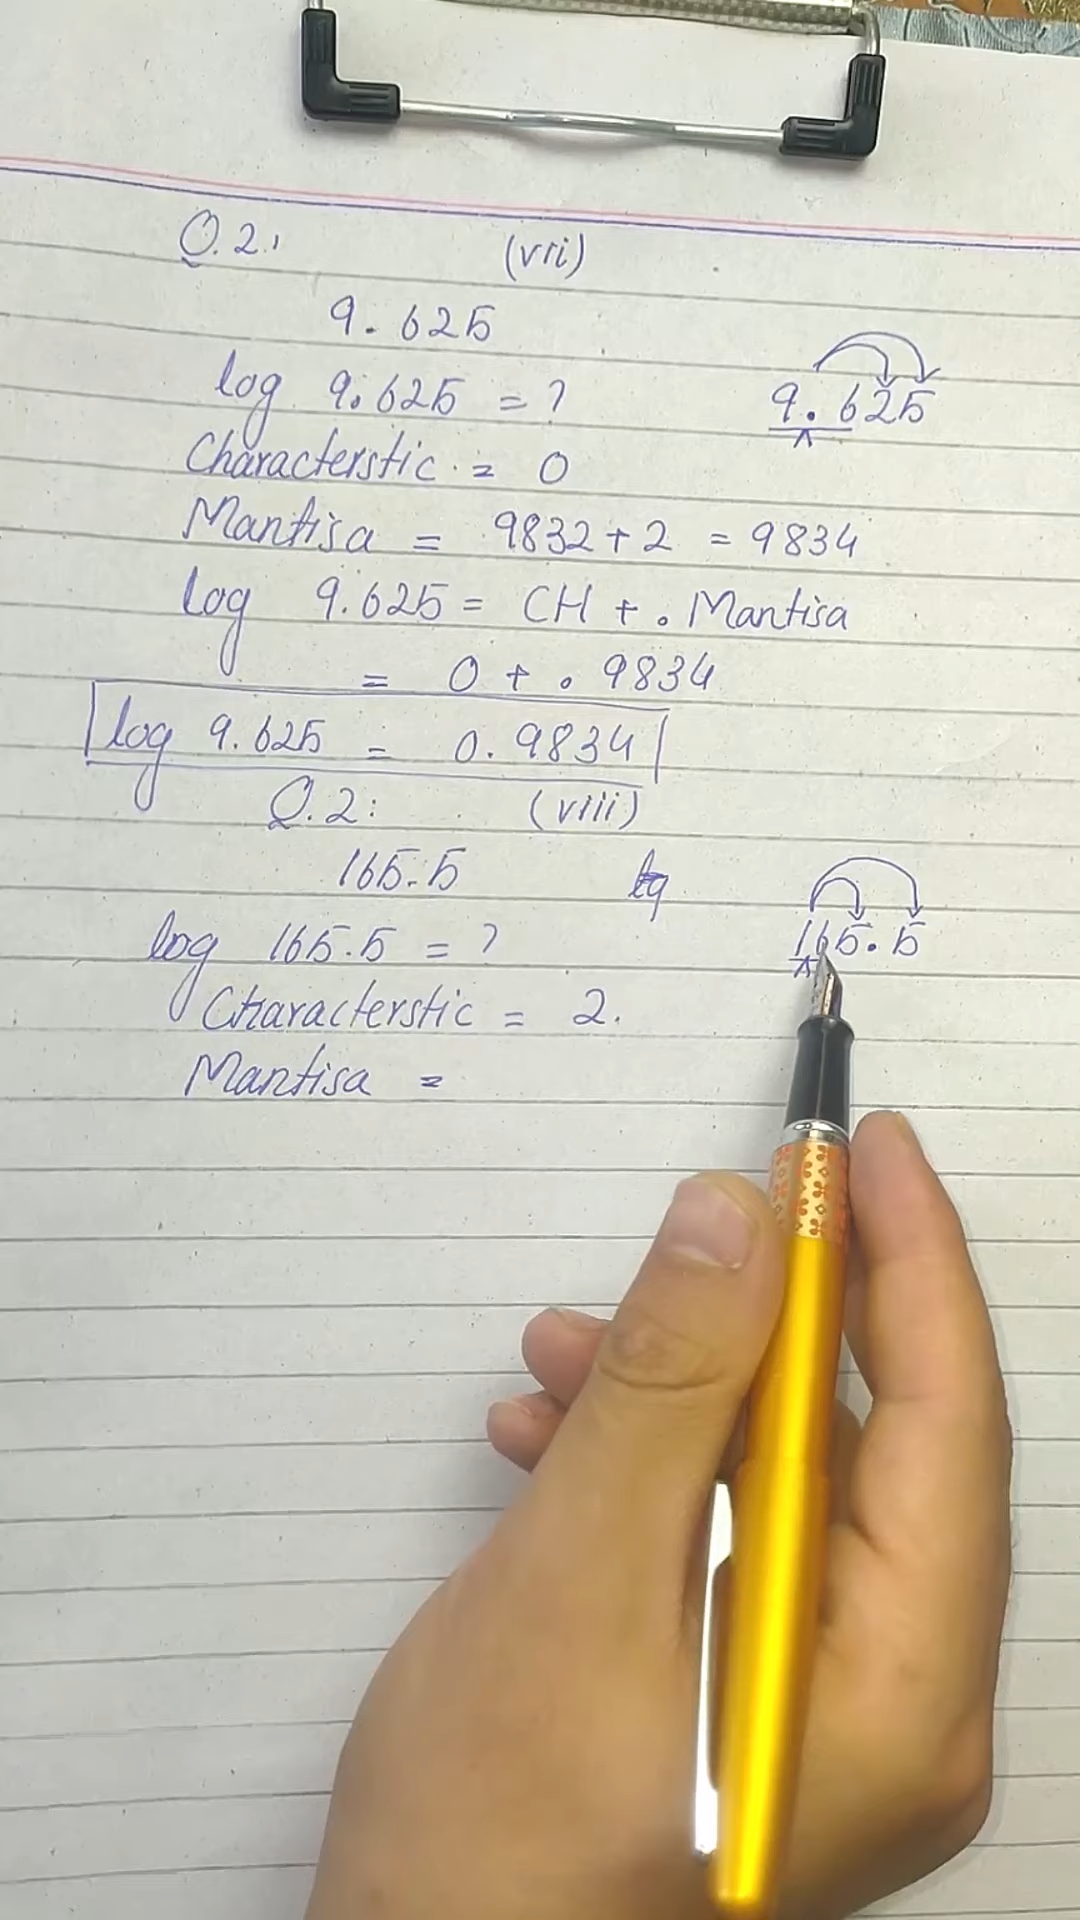 Q.2: (vii)
9.625
log 9.625 = ? 9.625
Characterstic = 0
Mantisa = 9832 + 2 = 9834
log 9.625 = CH + . Mantisa
= 0 + . 9834
log 9.625 = 0.9834
Q.2: (viii)
165.5
log 165.5 = ? 165.5
Characterstic = 2.
Mantisa =